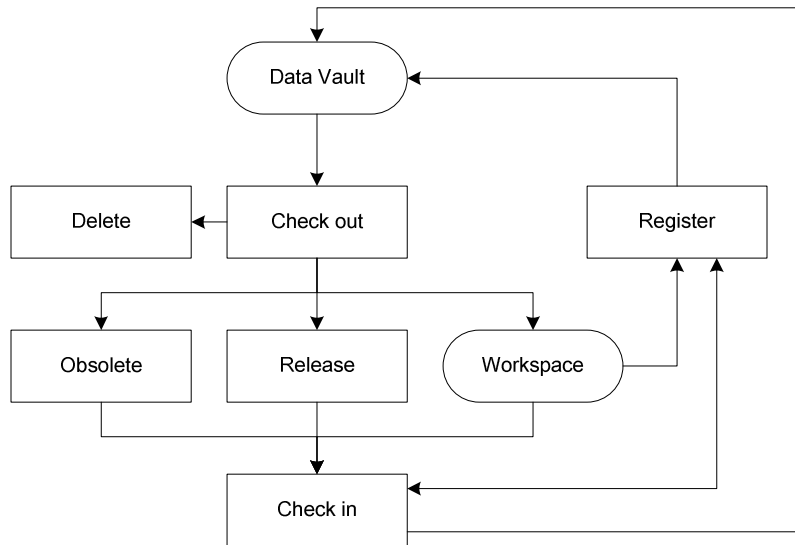 Data Vault
Delete
Check out
Register
Obsolete
Release
Workspace
Check in